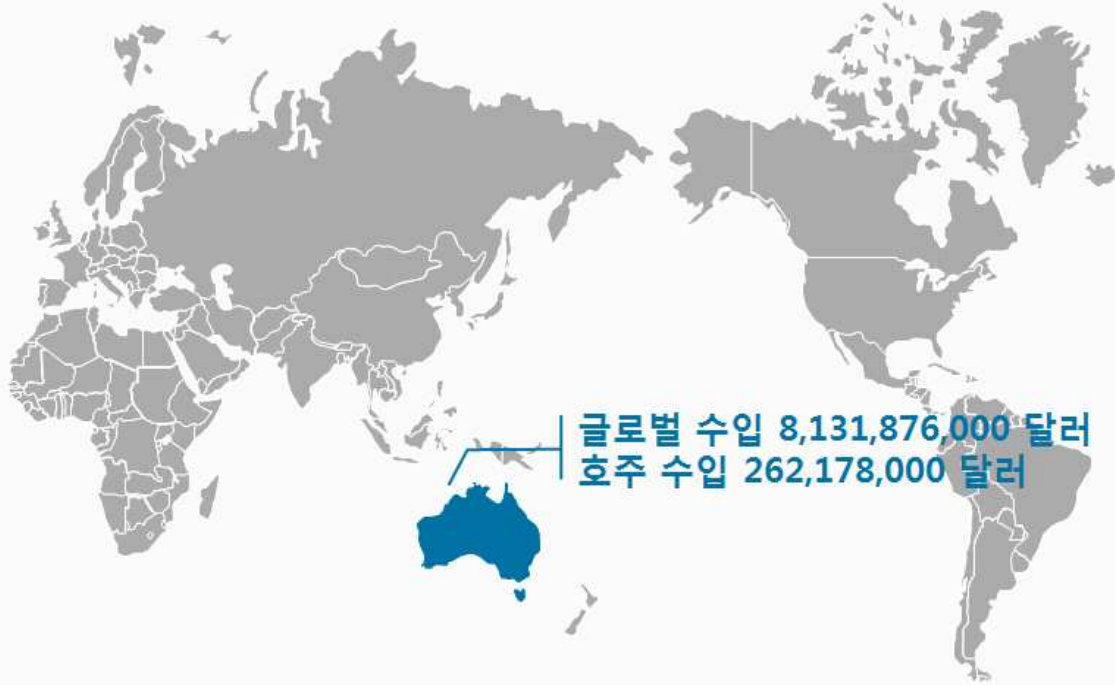 글로벌 수입 8,131,876,000 달러
호주 수입 262,178,000 달러